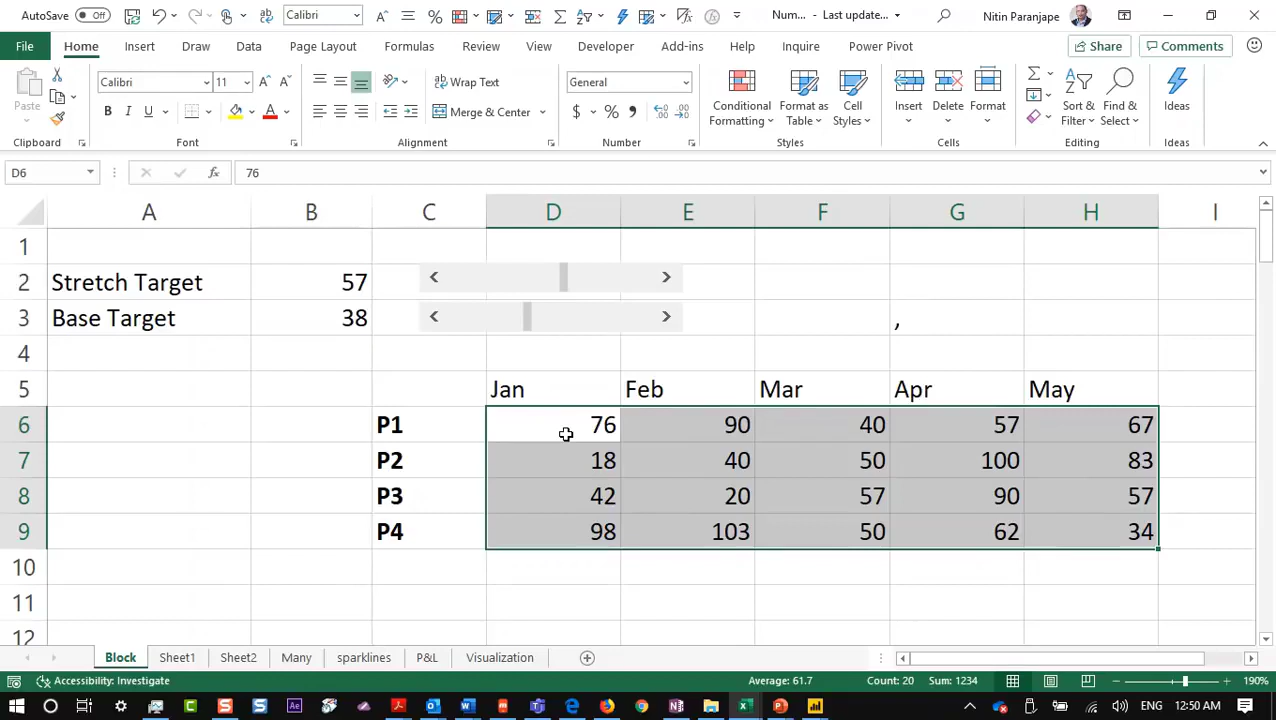 AutoSave Off Calibri Num... - Last update... Nitin Paranjape
File Home Insert Draw Data Page Layout Formulas Review View Developer Add-ins Help Inquire Power Pivot Share Comments
Paste Calibri 11 Wrap Text General Conditional Formatting Format as Table Cell Styles Insert Delete Format Sort & Filter Find & Select Ideas
B I U Merge & Center $ % ,
Clipboard Font Alignment Number Styles Cells Editing Ideas
D6 fx 76
A B C D E F G H I
1
2 Stretch Target 57
3 Base Target 38 ,
4
5 Jan Feb Mar Apr May
6 P1 76 90 40 57 67
7 P2 18 40 50 100 83
8 P3 42 20 57 90 57
9 P4 98 103 50 62 34
10
11
12
Block Sheet1 Sheet2 Many sparklines P&L Visualization
Accessibility: Investigate Average: 61.7 Count: 20 Sum: 1234 190%
12:50 AM